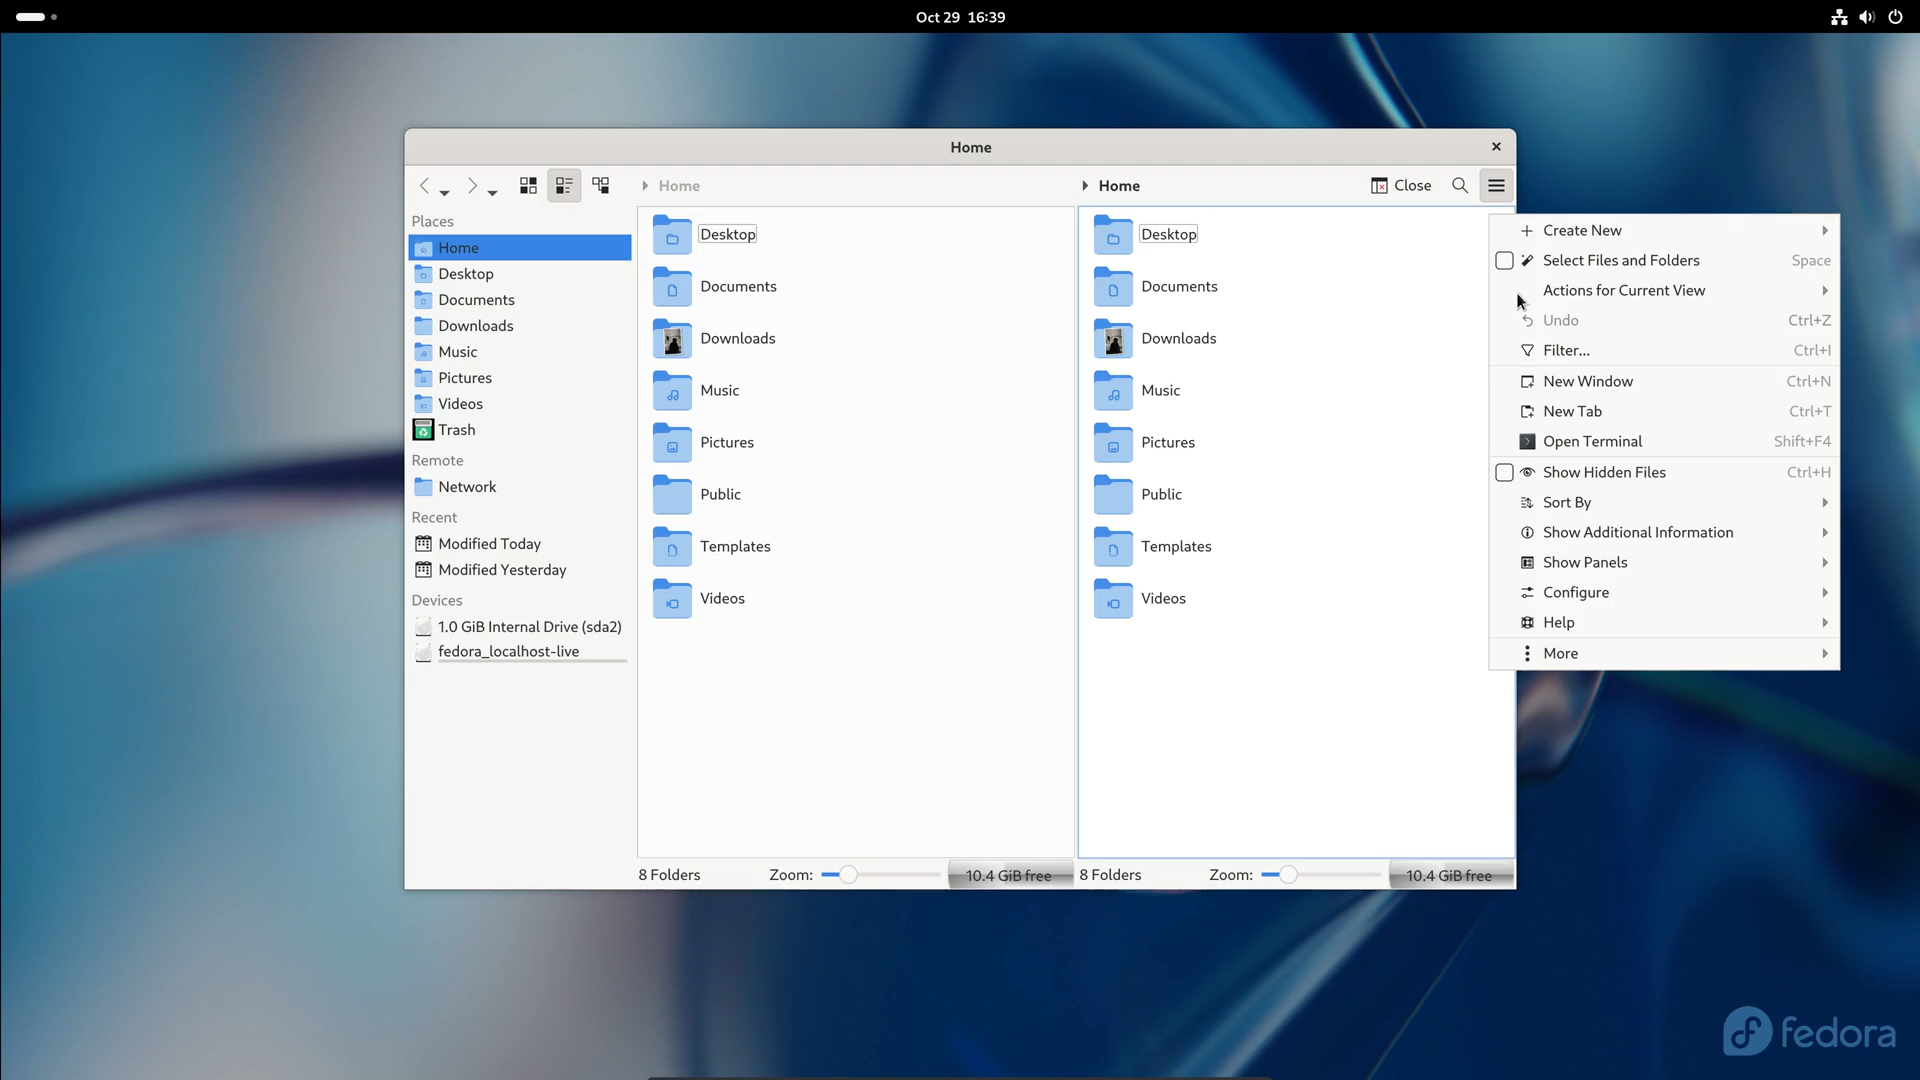 Oct 29 16:39
Home
Home
Home
Close
Places
Home
Desktop
Documents
Downloads
Music
Pictures
Videos
Trash
Remote
Network
Recent
Modified Today
Modified Yesterday
Devices
1.0 GiB Internal Drive (sda2)
fedora_localhost-live
Desktop
Documents
Downloads
Music
Pictures
Public
Templates
Videos
8 Folders
Zoom:
10.4 GiB free
Desktop
Documents
Downloads
Music
Pictures
Public
Templates
Videos
8 Folders
Zoom:
10.4 GiB free
Create New
Select Files and Folders Space
Actions for Current View
Undo Ctrl+Z
Filter... Ctrl+I
New Window Ctrl+N
New Tab Ctrl+T
Open Terminal Shift+F4
Show Hidden Files Ctrl+H
Sort By
Show Additional Information
Show Panels
Configure
Help
More
fedora